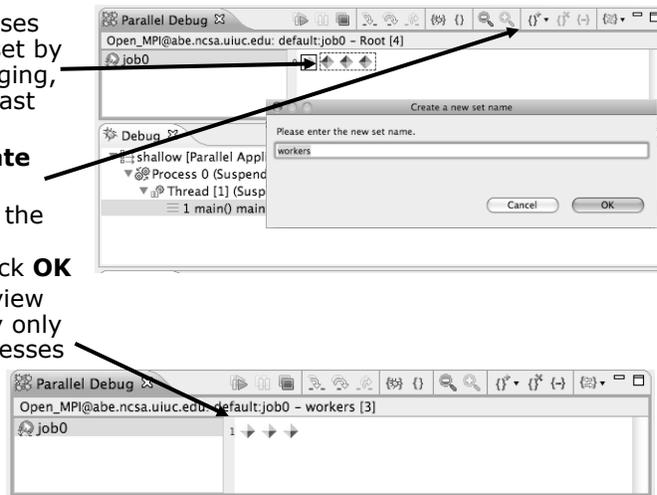 ses
set by
ging,
ast
ate
the
ck OK
view
y only
esses
Parallel Debug
Open_MPI@abe.ncsa.uiuc.edu: default:job0 - Root [4]
job0
Create a new set name
Please enter the new set name.
workers
Cancel
OK
Debug
shallow [Parallel Appl
Process 0 (Suspend
Thread [1] (Susp
1 main() main
Parallel Debug
Open_MPI@abe.ncsa.uiuc.edu: default:job0 - workers [3]
job0
1